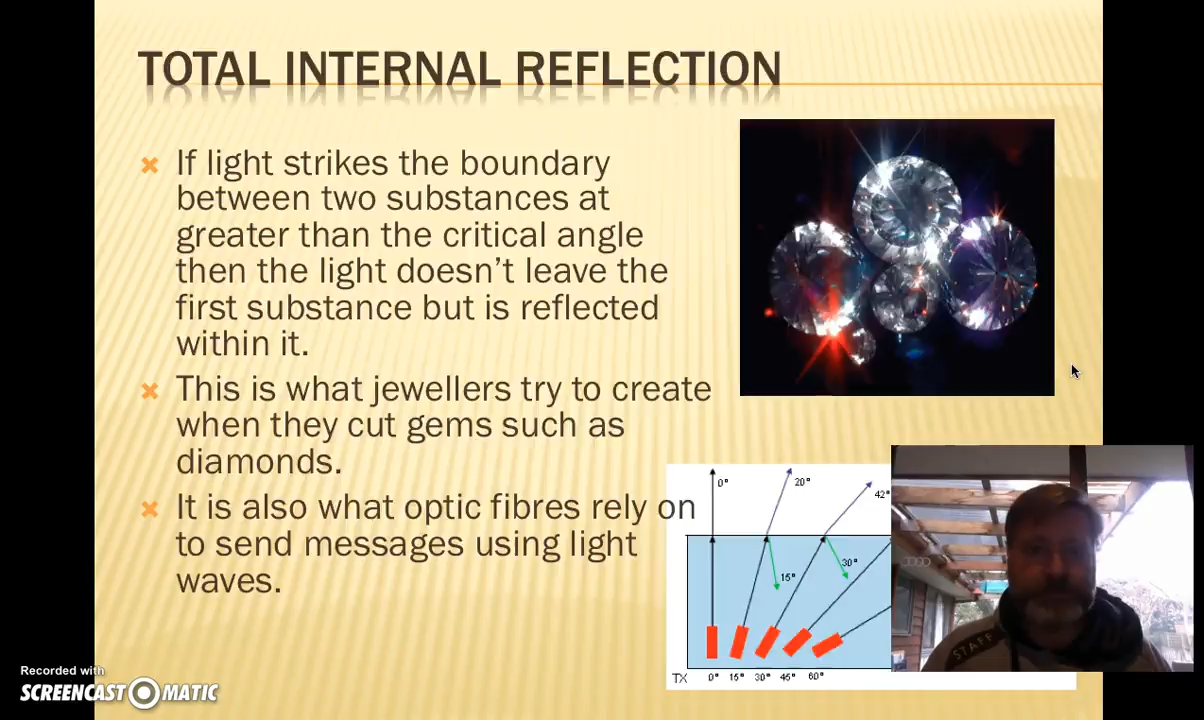 TOTAL INTERNAL REFLECTION
If light strikes the boundary
between two substances at
greater than the critical angle
then the light doesn't leave the
first substance but is reflected
within it.
This is what jewellers try to create
when they cut gems such as
diamonds.
It is also what optic fibres rely on
to send messages using light
waves.
0° 20° 42°
15° 30°
TX 0° 15° 30° 45° 60°
STAFF
Recorded with
SCREENCAST MATIC